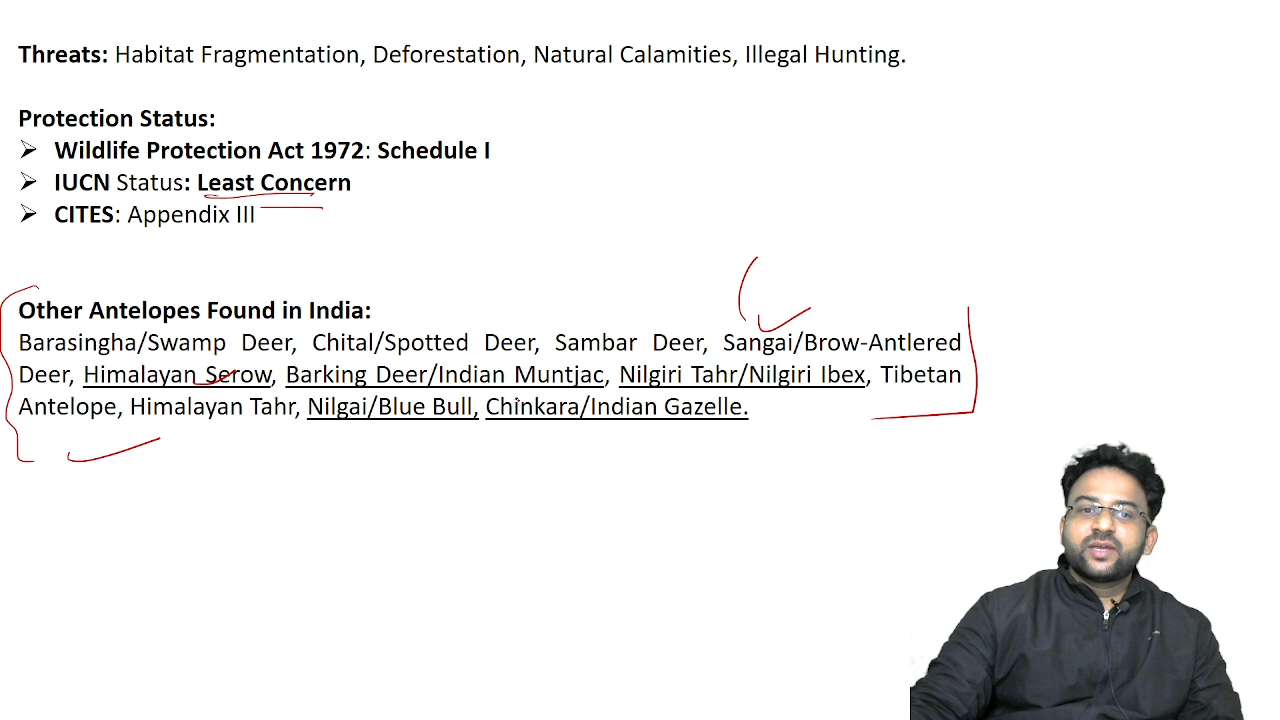 Threats: Habitat Fragmentation, Deforestation, Natural Calamities, Illegal Hunting.
Protection Status:
➢ Wildlife Protection Act 1972: Schedule I
➢ IUCN Status: Least Concern
➢ CITES: Appendix III
Other Antelopes Found in India:
Barasingha/Swamp Deer, Chital/Spotted Deer, Sambar Deer, Sangai/Brow-Antlered
Deer, Himalayan Serow, Barking Deer/Indian Muntjac, Nilgiri Tahr/Nilgiri Ibex, Tibetan
Antelope, Himalayan Tahr, Nilgai/Blue Bull, Chinkara/Indian Gazelle.